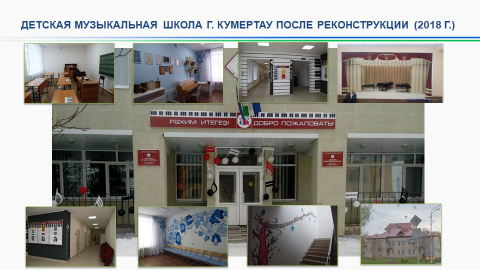 ДЕТСКАЯ МУЗЫКАЛЬНАЯ ШКОЛА Г. КУМЕРТАУ ПОСЛЕ РЕКОНСТРУКЦИИ (2018 Г.)
РӘХИМ ИТЕГЕҘ! ДОБРО ПОЖАЛОВАТЬ!